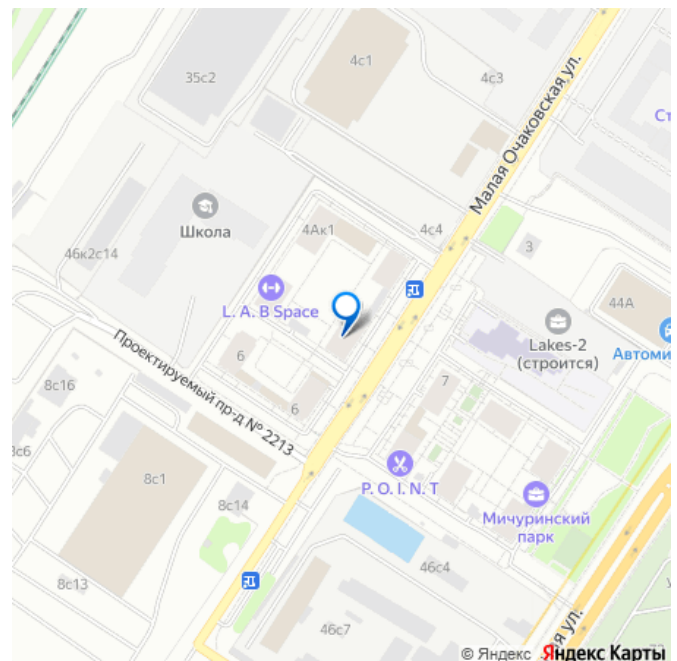 4с1
35с2
4с3
Ст
Малая Очаковская ул.
Школа
4Ак1
4с4
3
46к2с14
L. A. B Space
44А
Lakes-2
(строится)
Автоми
Проектируемый пр-д № 2213
6
7
8с16
6
8с6
8с1
P. O. I. N. T
8с14
Мичуринский
парк
46с4
8с13
46с7
ая ул.
© Яндекс Яндекс Карты